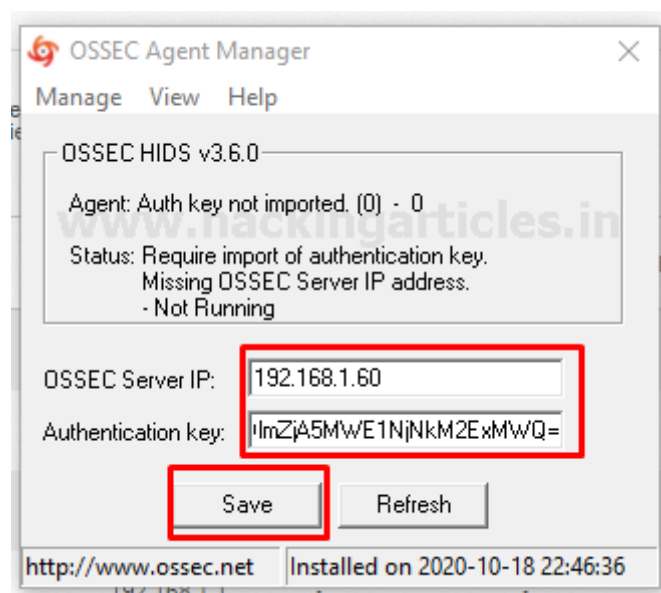 OSSEC Agent Manager
Manage View Help
OSSEC HIDS v3.6.0
Agent: Auth key not imported. (0) - 0
www.hackingarticles.in
Status: Require import of authentication key.
Missing OSSEC Server IP address.
- Not Running
OSSEC Server IP: 192.168.1.60
Authentication key: ImZjA5MWE1NjNkM2ExMWQ=
Save Refresh
http://www.ossec.net Installed on 2020-10-18 22:46:36